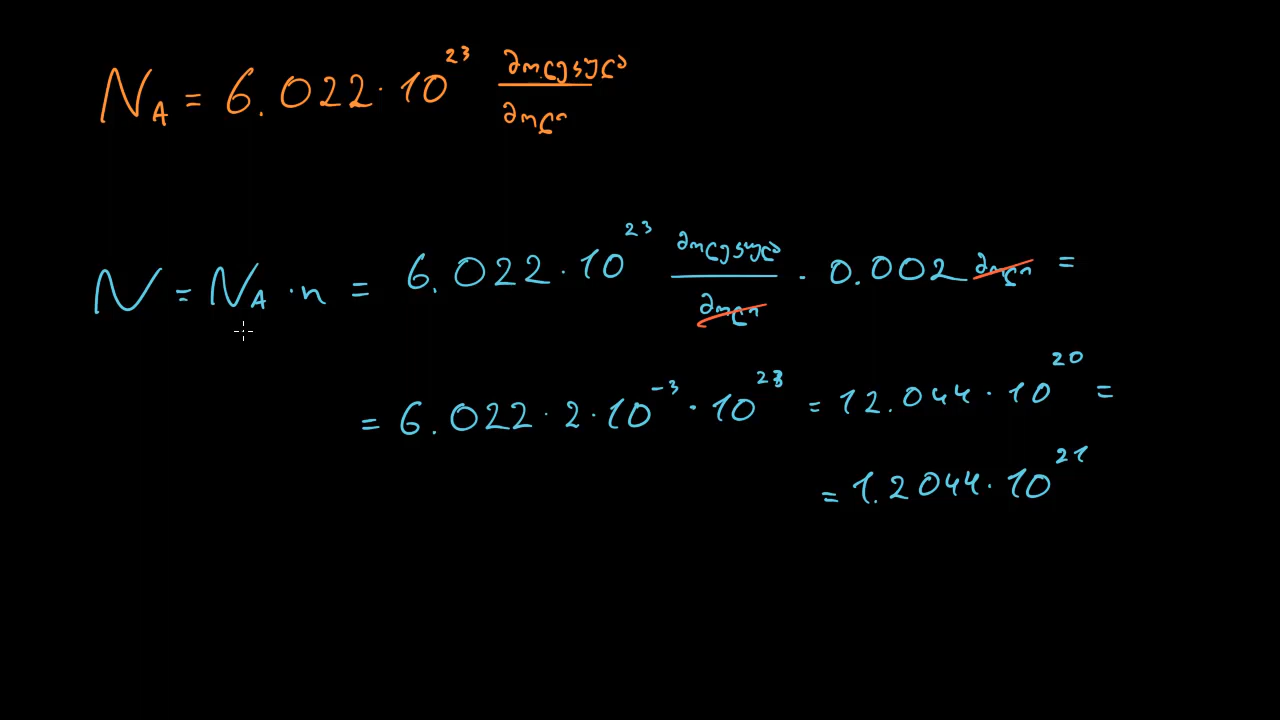 N_A = 6.022 · 10^23 მოლეკულა/მოლი
N = N_A · n = 6.022 · 10^23 მოლეკულა/მოლი · 0.002 მოლი =
= 6.022 · 2 · 10^-3 · 10^23 = 12.044 · 10^20 =
= 1.2044 · 10^21